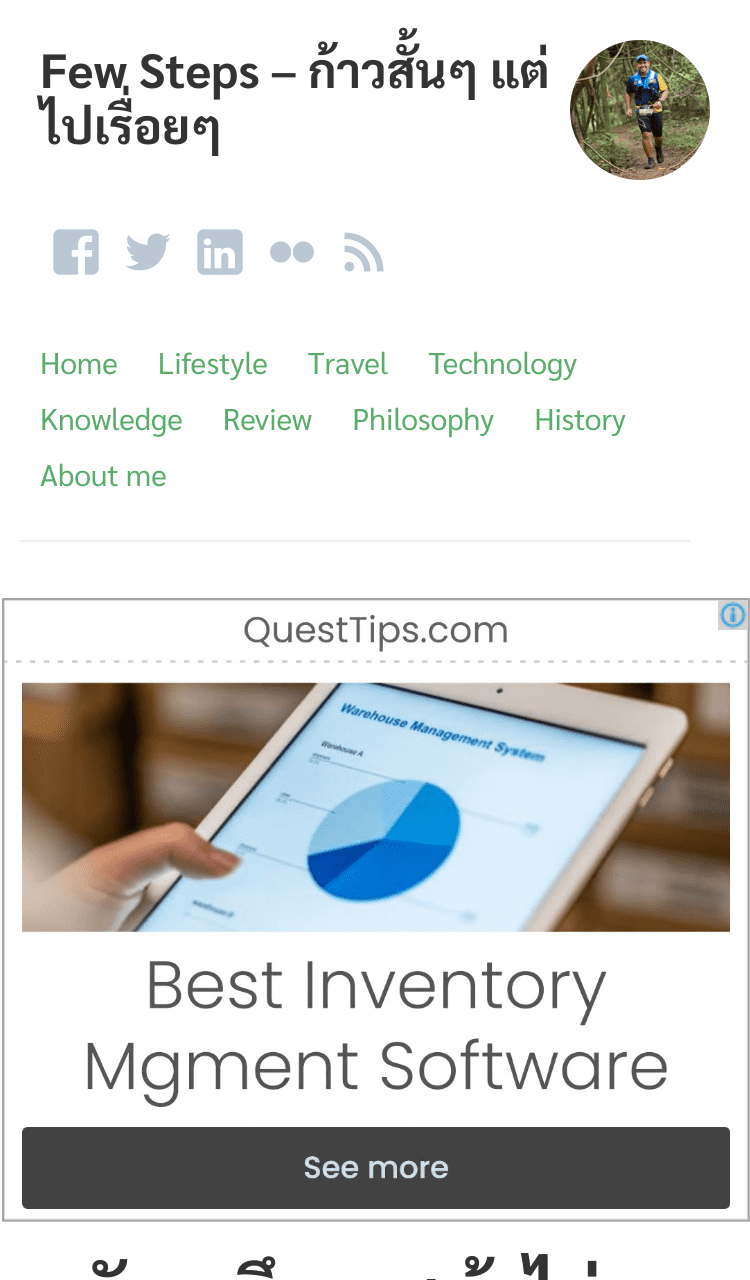 Few Steps – ก้าวสั้นๆ แต่
ไปเรื่อยๆ
Home Lifestyle Travel Technology
Knowledge Review Philosophy History
About me
QuestTips.com
Warehouse Management System
Warehouse A
Best Inventory
Mgment Software
See more